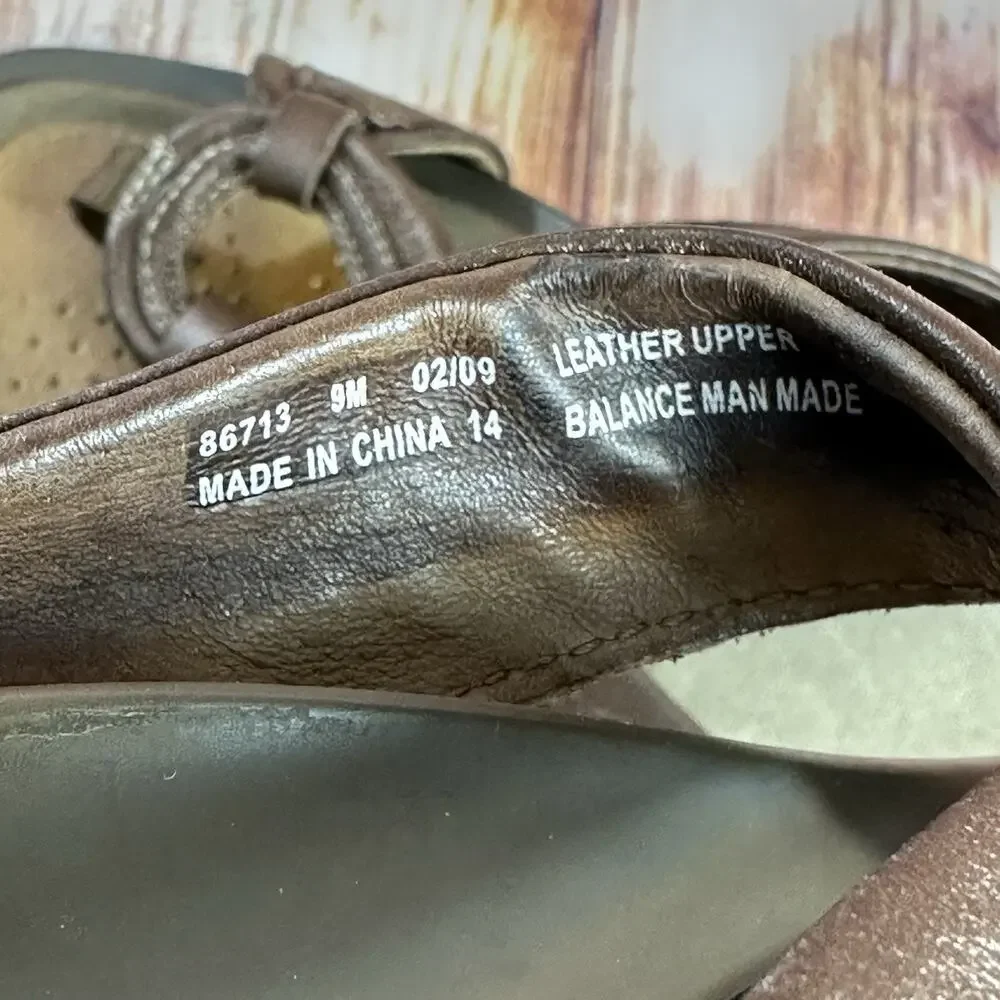 86713 9M 02/09
MADE IN CHINA 14
LEATHER UPPER
BALANCE MAN MADE